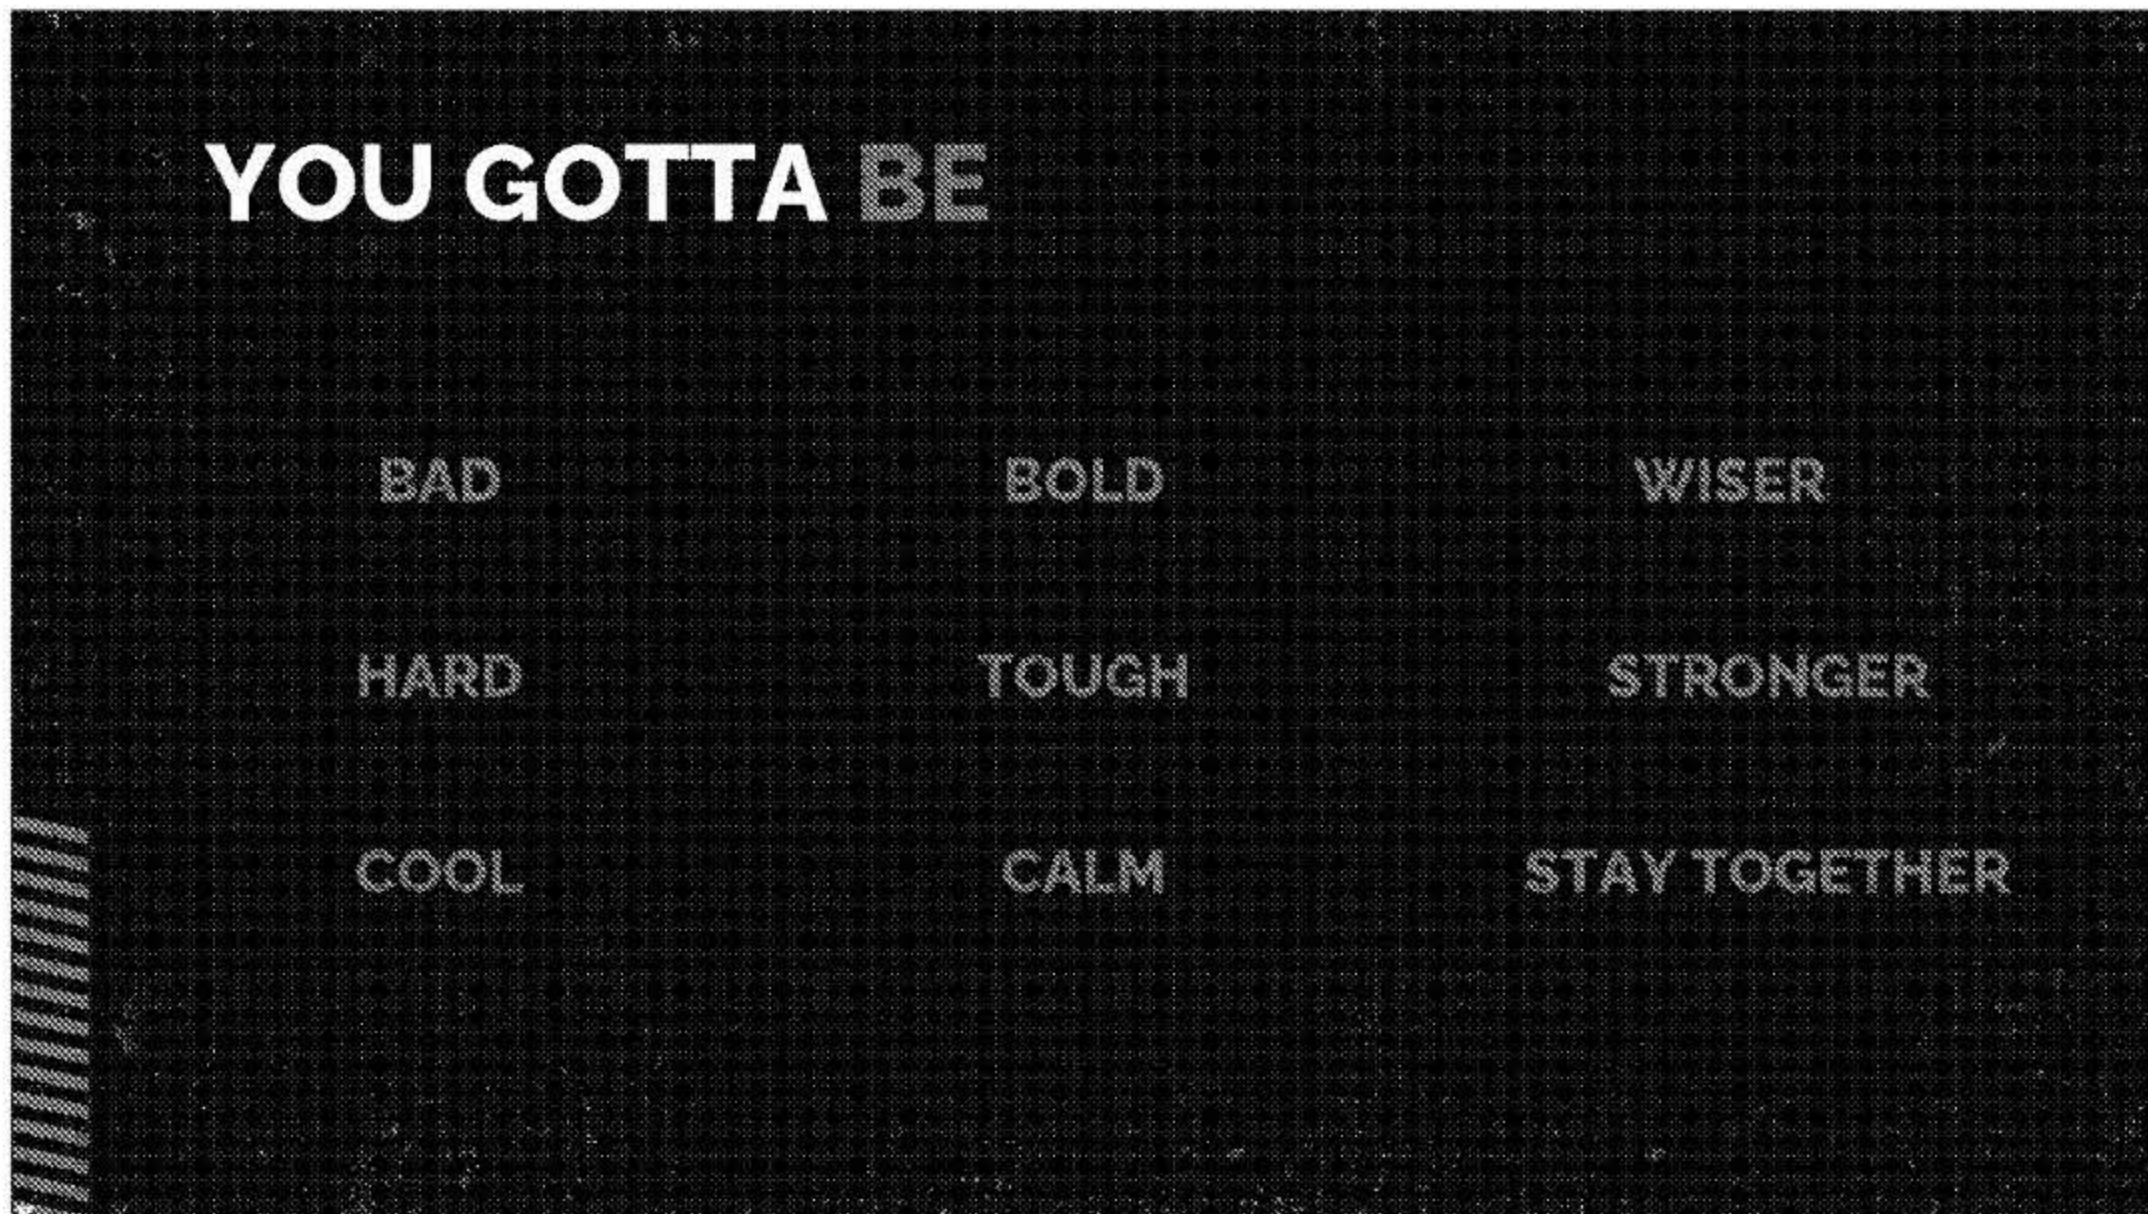 YOU GOTTA BE
BAD BOLD WISER
HARD TOUGH STRONGER
COOL CALM STAY TOGETHER